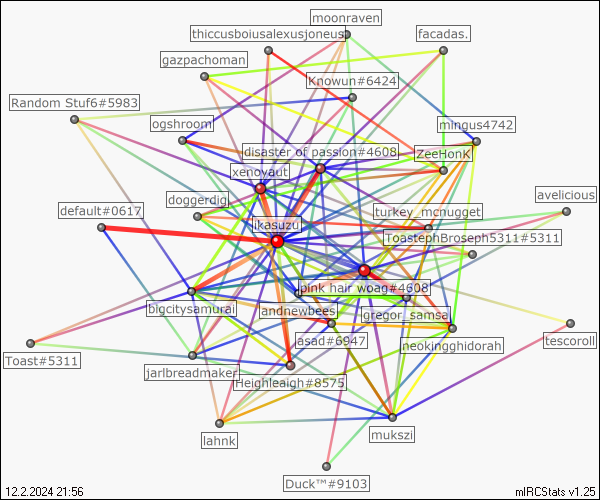 moonraven
thiccusboiusalexusjoneus
facadas.
gazpachoman
Knowun#6424
Random Stuf6#5983
ogshroom
mingus4742
disaster of passion#4608
ZeeHonK
xenovaut
doggerdig
avelicious
default#0617
turkey_mcnugget
ikasuzu
ToastephBroseph5311#5311
pink hair woag#4608
bigcitysamurai
andnewbees
gregor_samsa
jasad#6947
neokingghidorah
tescoroll
Toast#5311
jarlbreadmaker
Heighleaigh#8575
lahnk
mukszi
Duck™#9103
12.2.2024 21:56
mIRCStats v1.25